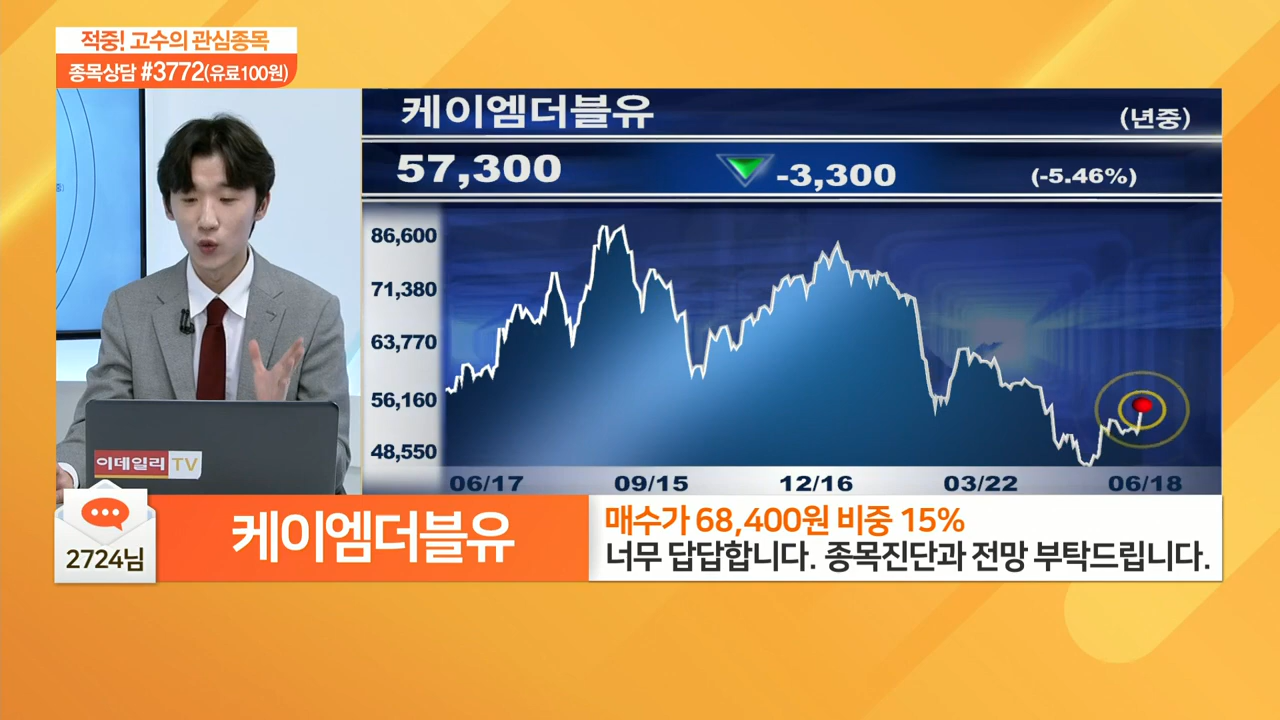 적중! 고수의 관심종목
종목상담 #3772(유료100원)
케이엠더블유
(년중)
57,300
-3,300
(-5.46%)
86,600
71,380
63,770
56,160
48,550
06/17
09/15
12/16
03/22
06/18
이데일리TV
2724님
케이엠더블유
매수가 68,400원 비중 15%
너무 답답합니다. 종목진단과 전망 부탁드립니다.